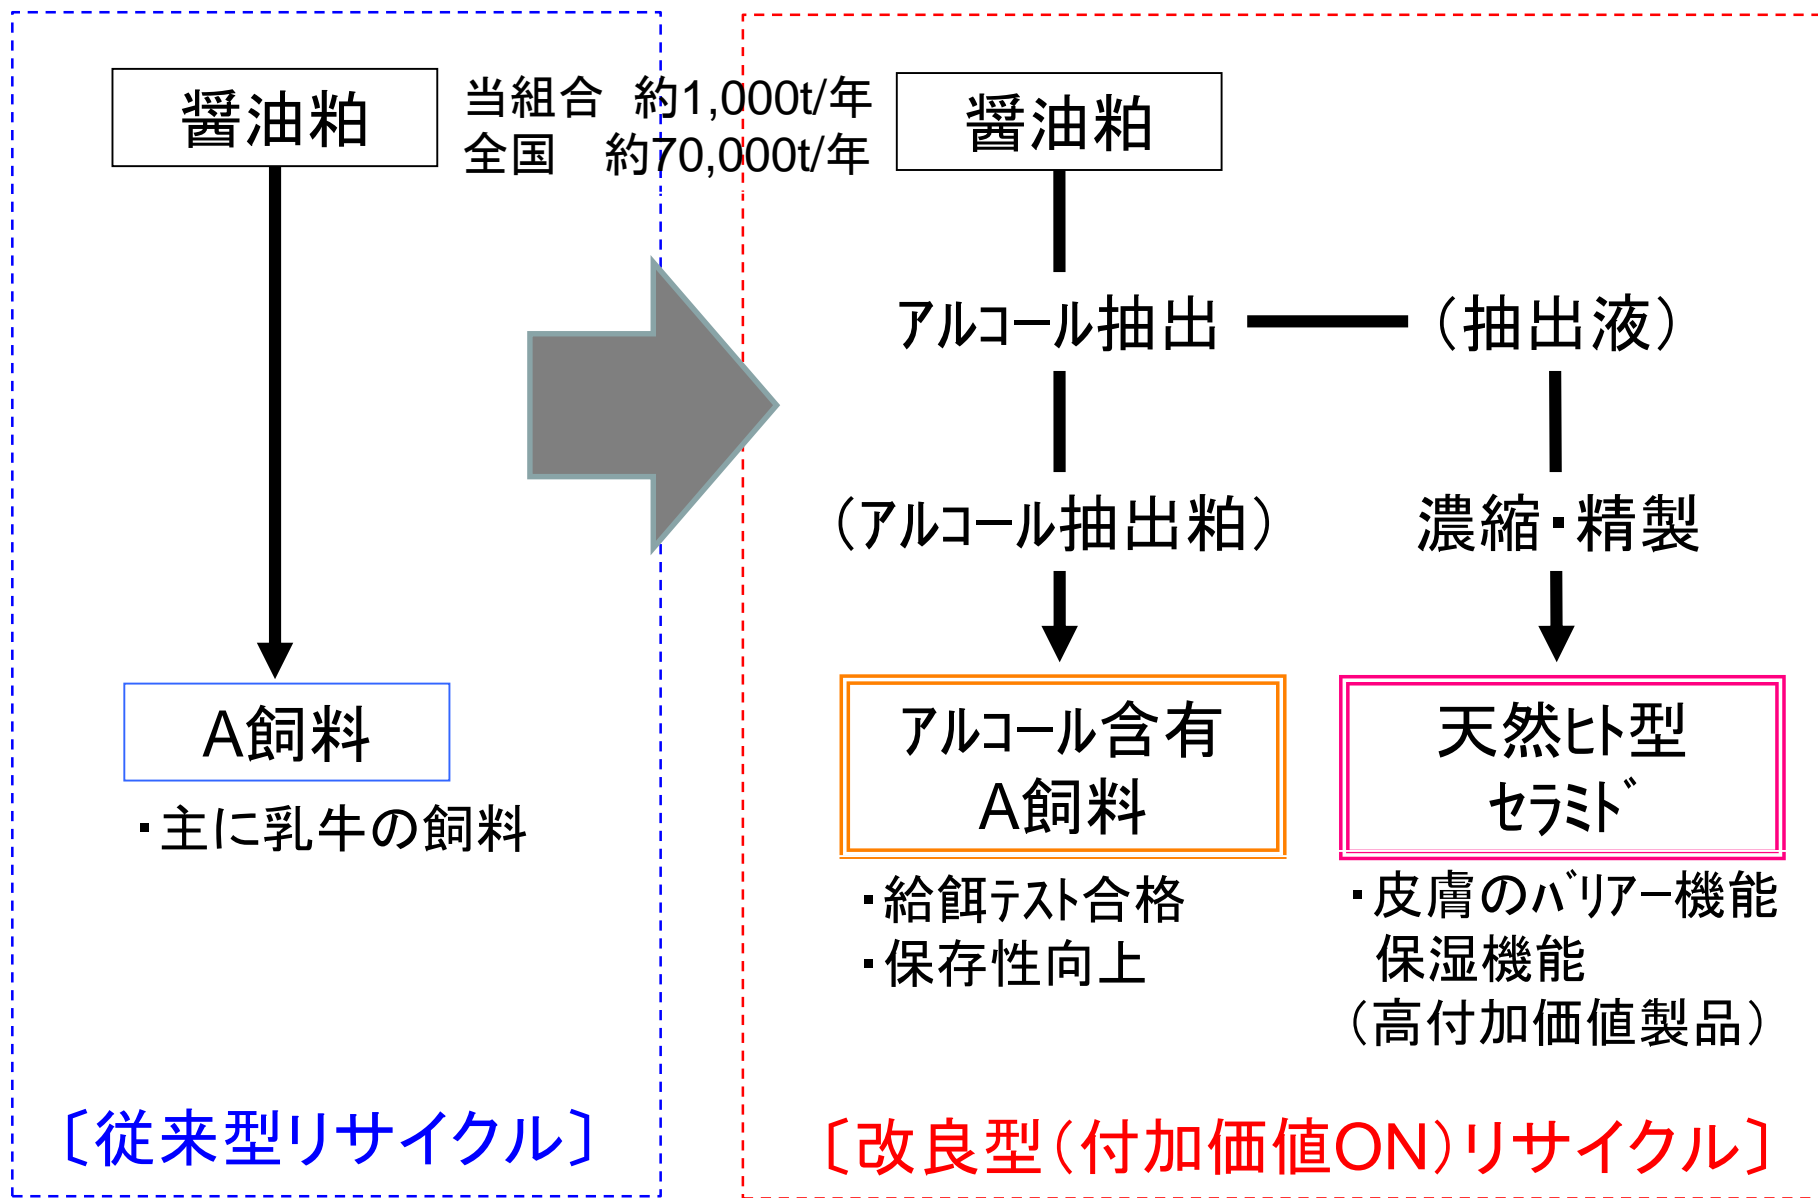 醤油粕
当組合　約1,000t/年
全国　約70,000t/年
A飼料
・主に乳牛の飼料
〔従来型リサイクル〕
醤油粕
ｱﾙｺｰﾙ抽出
（抽出液）
（ｱﾙｺｰﾙ抽出粕）
濃縮・精製
ｱﾙｺｰﾙ含有
A飼料
・給餌ﾃｽﾄ合格
・保存性向上
天然ﾋﾄ型
ｾﾗﾐﾄﾞ
・皮膚のﾊﾞﾘｱｰ機能
保湿機能
（高付加価値製品）
〔改良型（付加価値ON）リサイクル〕